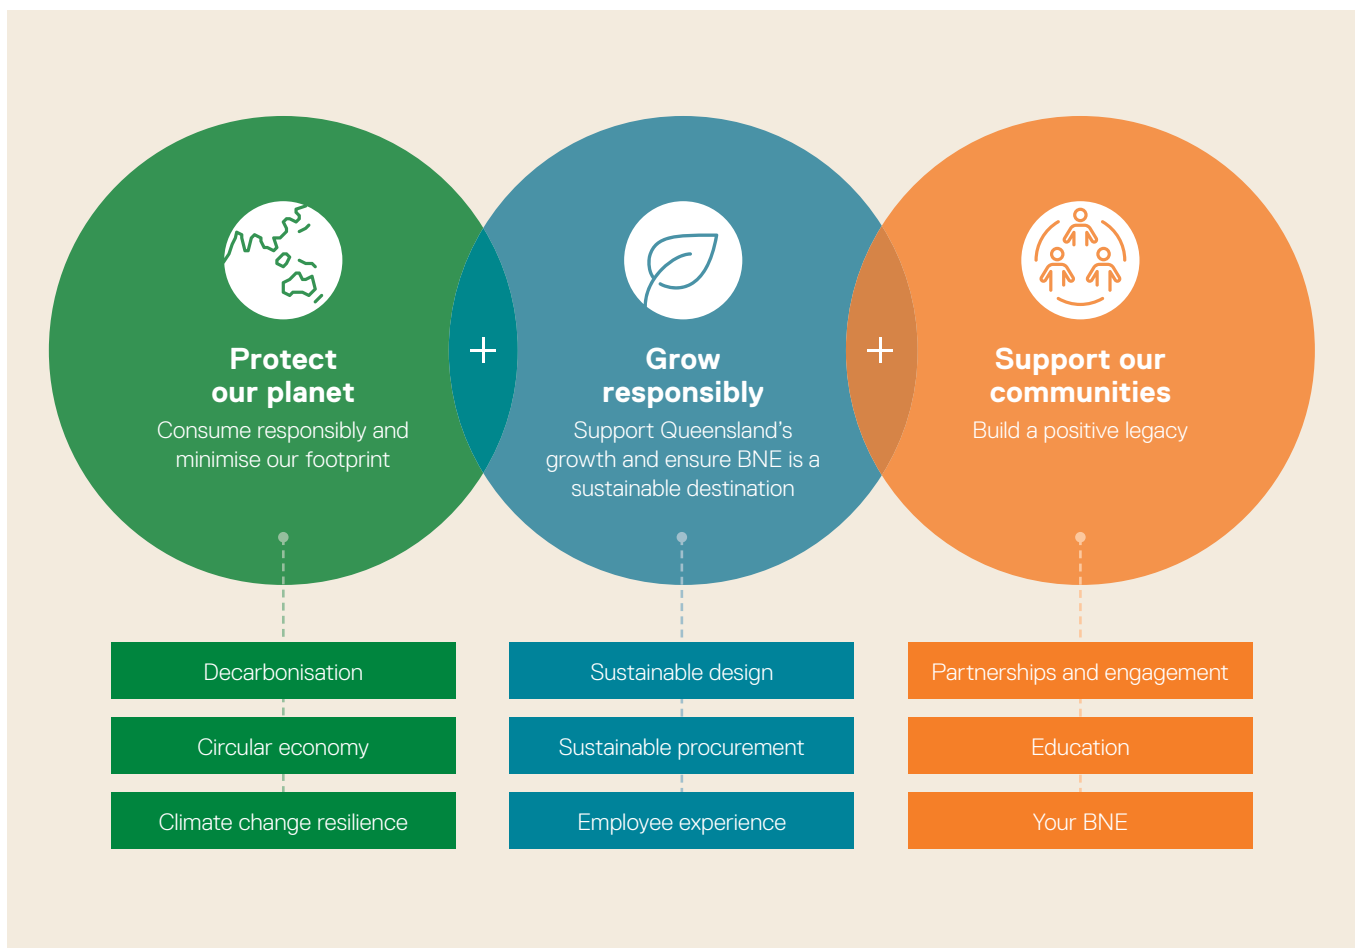 Protect
our planet
Consume responsibly and
minimise our footprint
Decarbonisation
Circular economy
Climate change resilience
+
Grow
responsibly
Support Queensland's
growth and ensure BNE is a
sustainable destination
Sustainable design
Sustainable procurement
Employee experience
+
Support our
communities
Build a positive legacy
Partnerships and engagement
Education
Your BNE